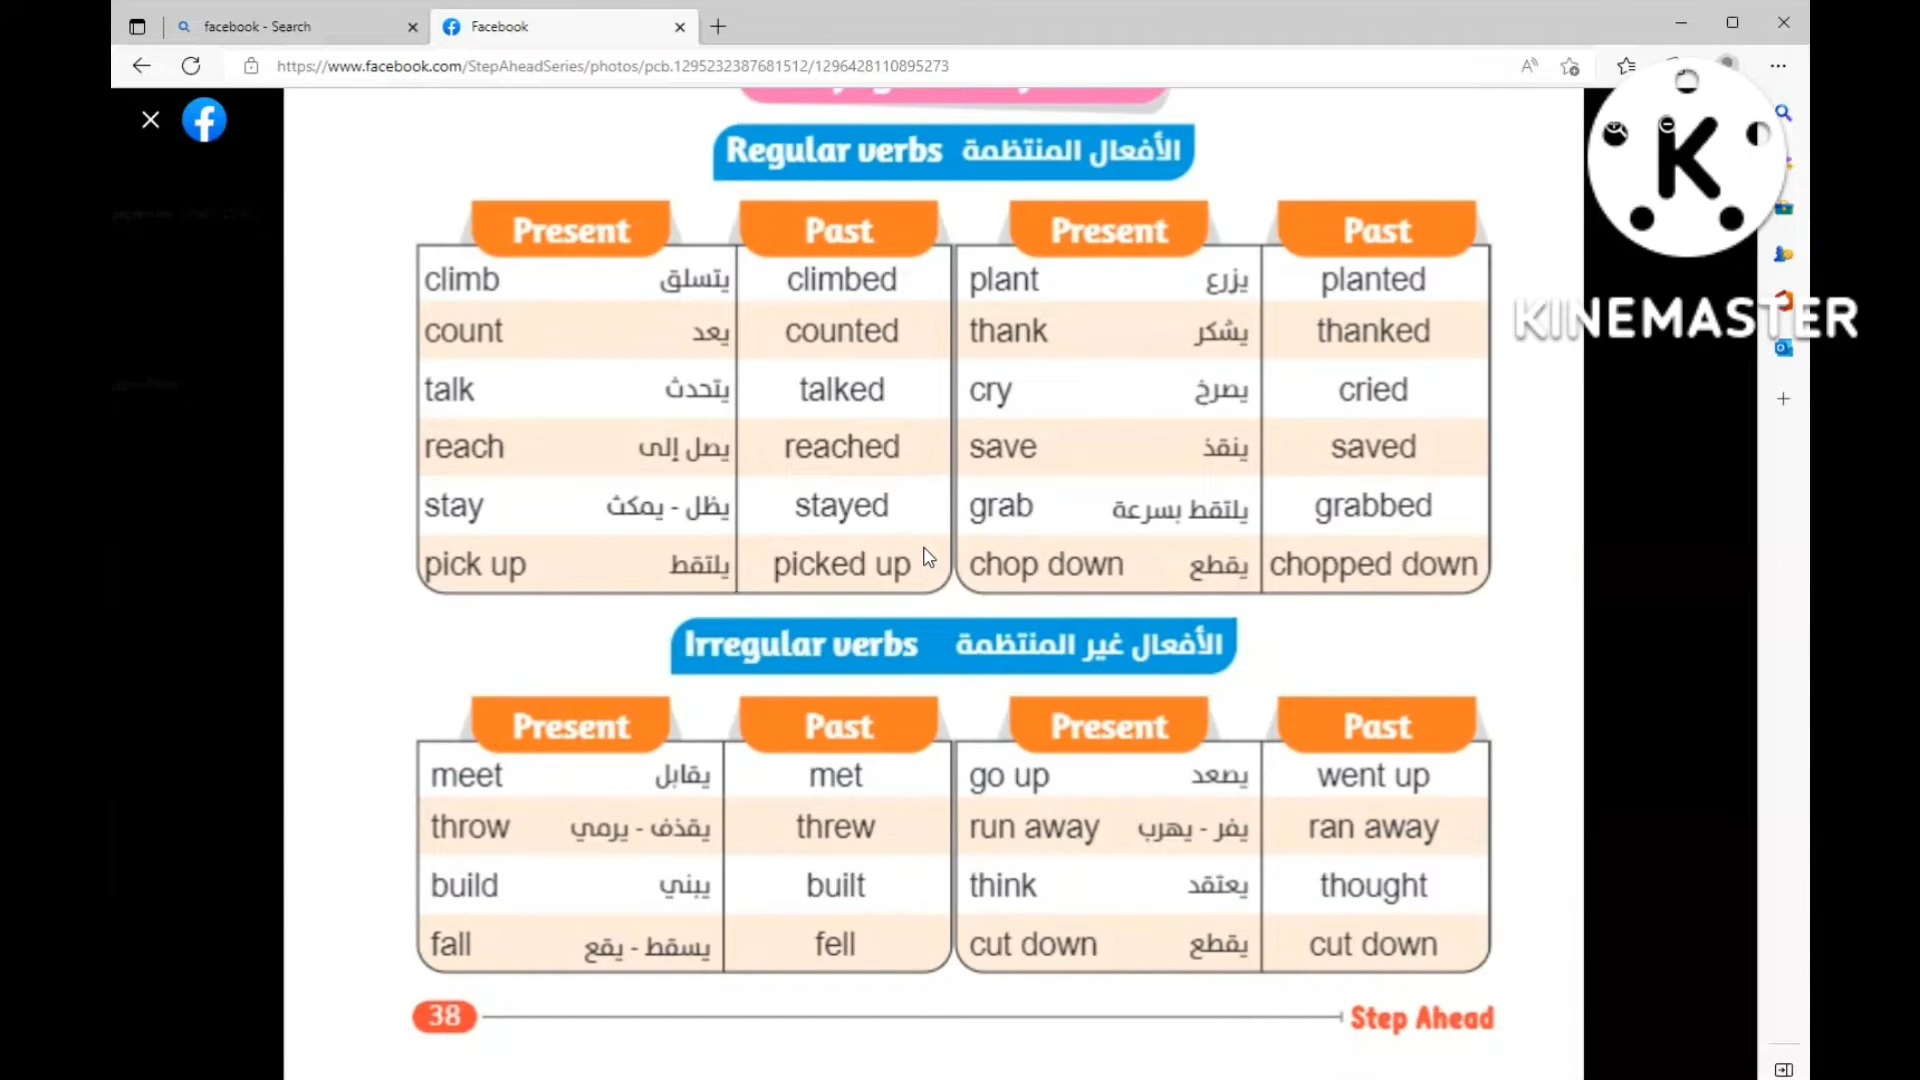 facebook - Search
Facebook
https://www.facebook.com/StepAheadSeries/photos/pcb.1295232387681512/1296428110895273
Regular verbs الأفعال المنتظمة
Present Past Present Past
climb يتسلق climbed plant يزرع planted
count يعد counted thank يشكر thanked
talk يتحدث talked cry يصرخ cried
reach يصل إلى reached save ينقذ saved
stay يظل - يمكث stayed grab يلتقط بسرعة grabbed
pick up يلتقط picked up chop down يقطع chopped down
Irregular verbs الأفعال غير المنتظمة
Present Past Present Past
meet يقابل met go up يصعد went up
throw يقذف - يرمي threw run away يفر - يهرب ran away
build يبني built think يعتقد thought
fall يسقط - يقع fell cut down يقطع cut down
38 Step Ahead
K
KINEMASTER